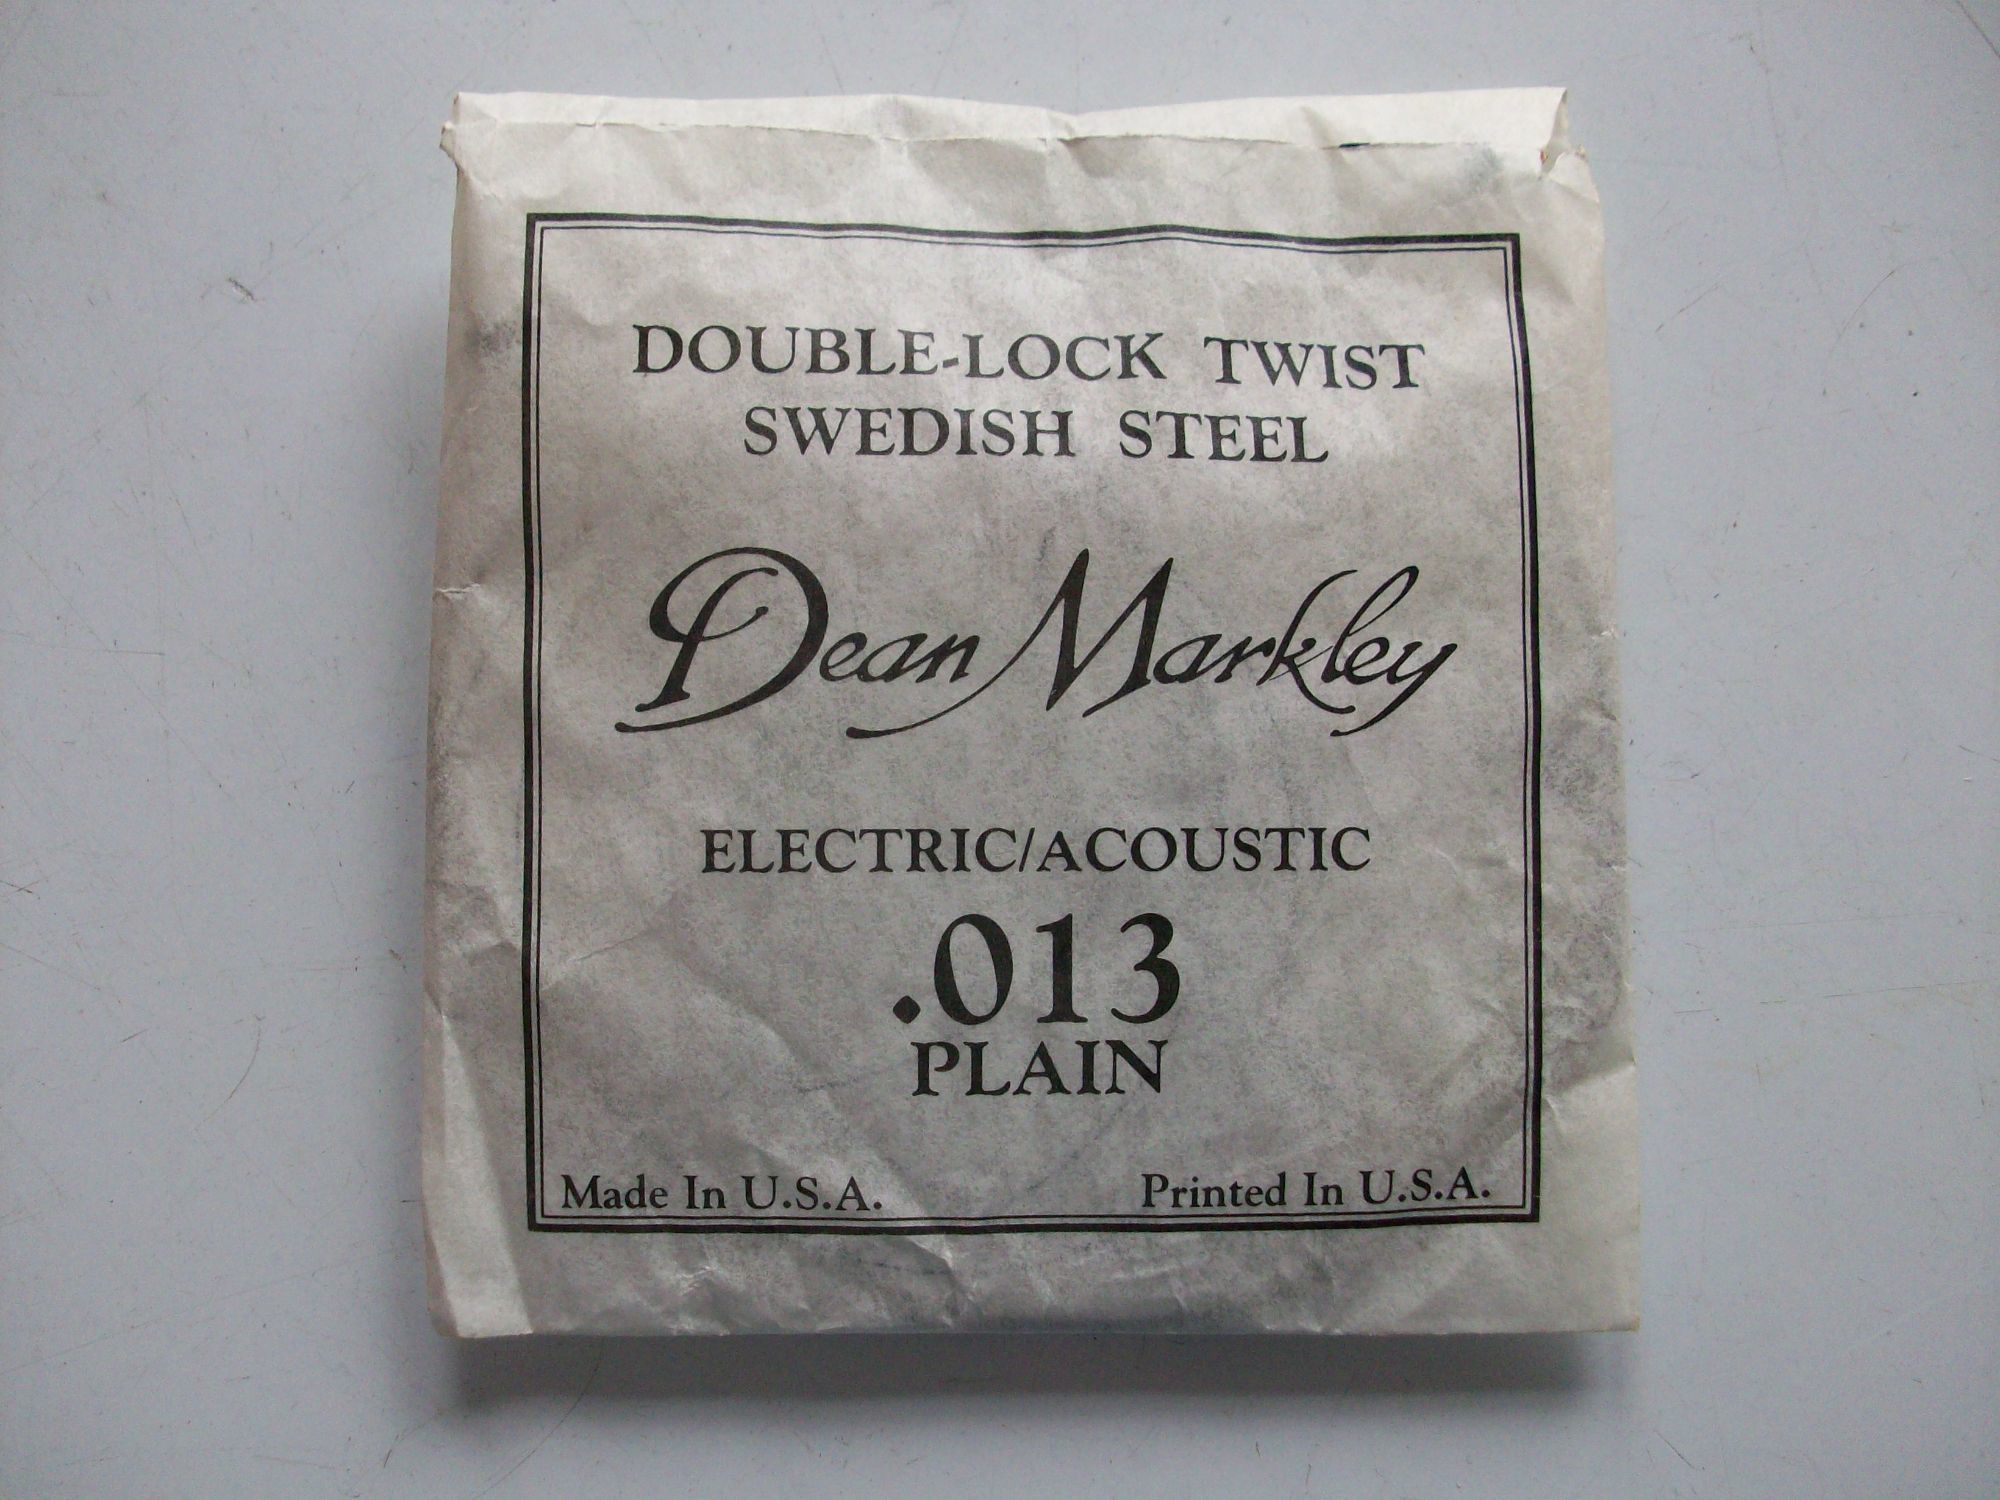 DOUBLE-LOCK TWIST
SWEDISH STEEL
Dean Markley
ELECTRIC/ACOUSTIC
.013
PLAIN
Made In U.S.A. Printed In U.S.A.